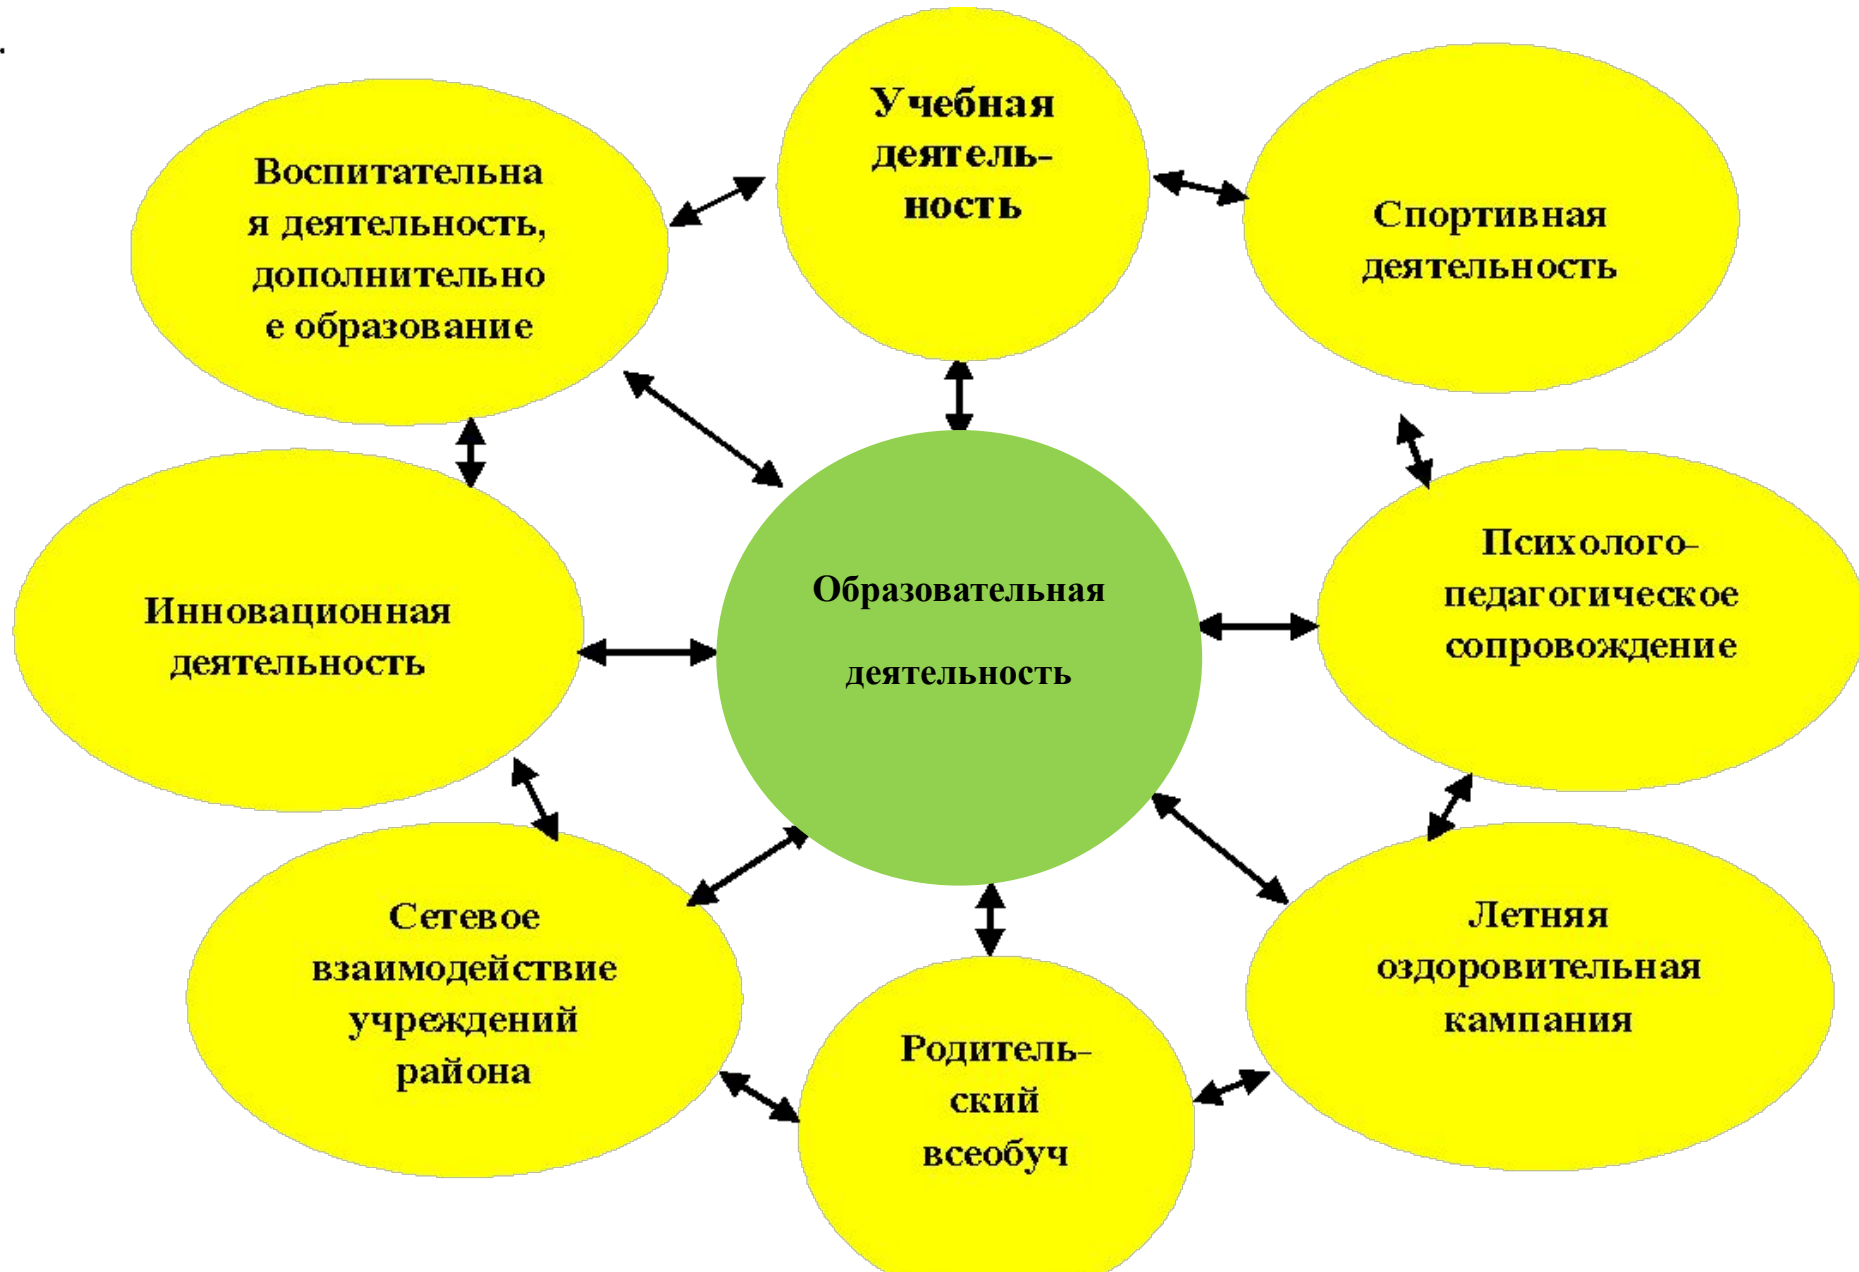 .
Учебная
деятель-
ность
Воспитательна
я деятельность,
дополнительно
е образование
Спортивная
деятельность
Образовательная
деятельность
Инновационная
деятельность
Психолого-
педагогическое
сопровождение
Сетевое
взаимодействие
учреждений
района
Родитель-
ский
всеобуч
Летняя
оздоровительная
кампания